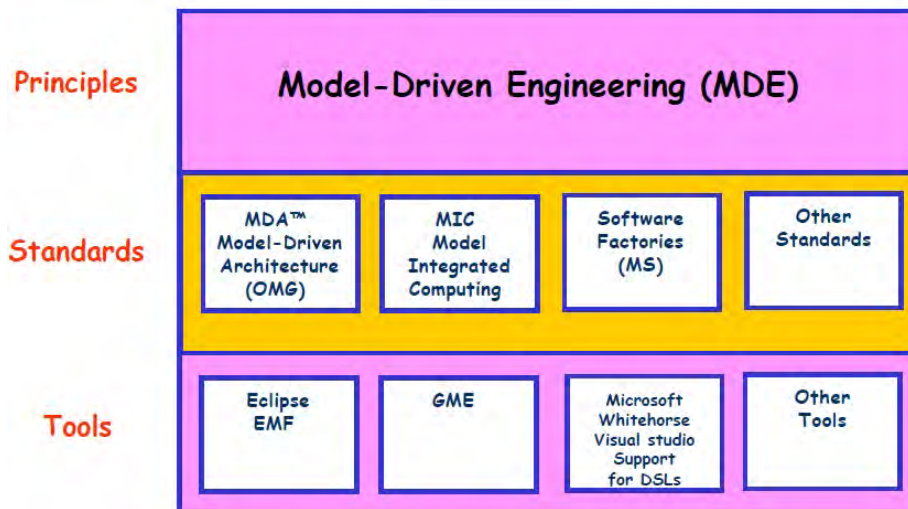 Principles
Model-Driven Engineering (MDE)
Standards
MDA™
Model-Driven
Architecture
(OMG)
MIC
Model
Integrated
Computing
Software
Factories
(MS)
Other
Standards
Tools
Eclipse
EMF
GME
Microsoft
Whitehorse
Visual studio
Support
for DSLs
Other
Tools